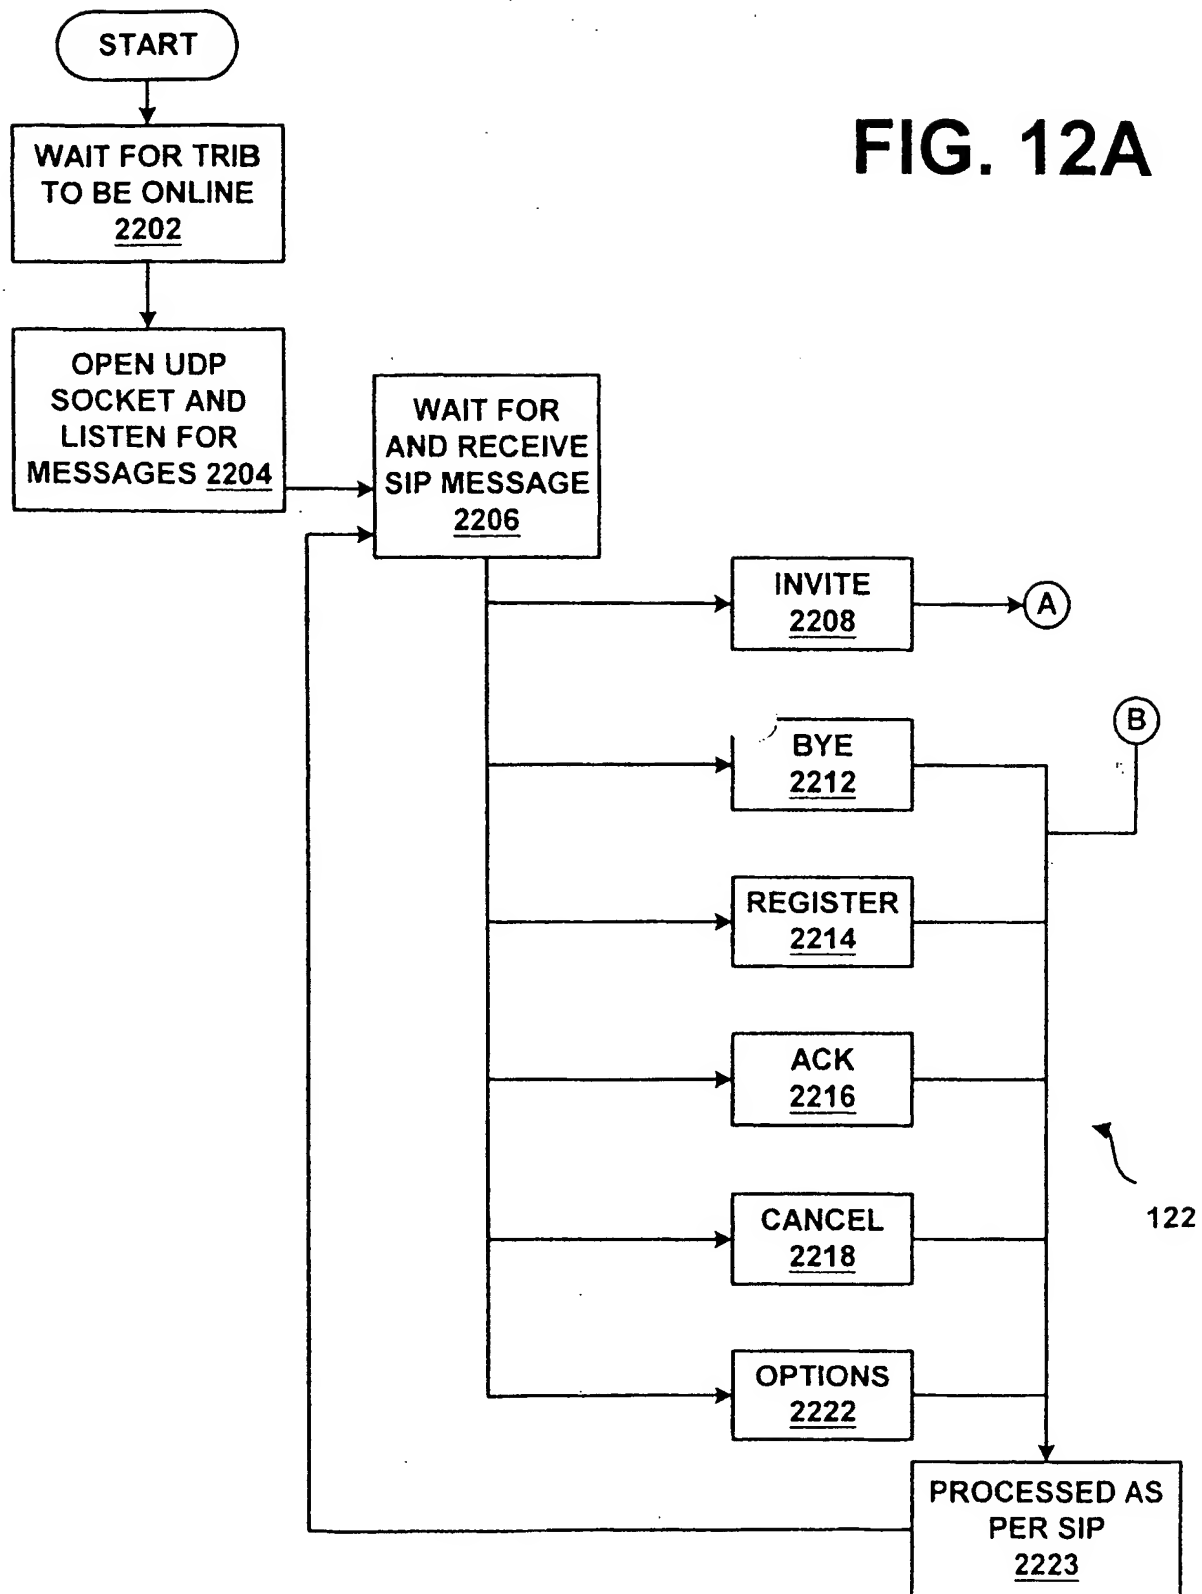 START
FIG. 12A
WAIT FOR TRIB
TO BE ONLINE
2202
OPEN UDP
SOCKET AND
LISTEN FOR
MESSAGES 2204
WAIT FOR
AND RECEIVE
SIP MESSAGE
2206
INVITE
2208
A
B
BYE
2212
REGISTER
2214
ACK
2216
122
CANCEL
2218
OPTIONS
2222
PROCESSED AS
PER SIP
2223